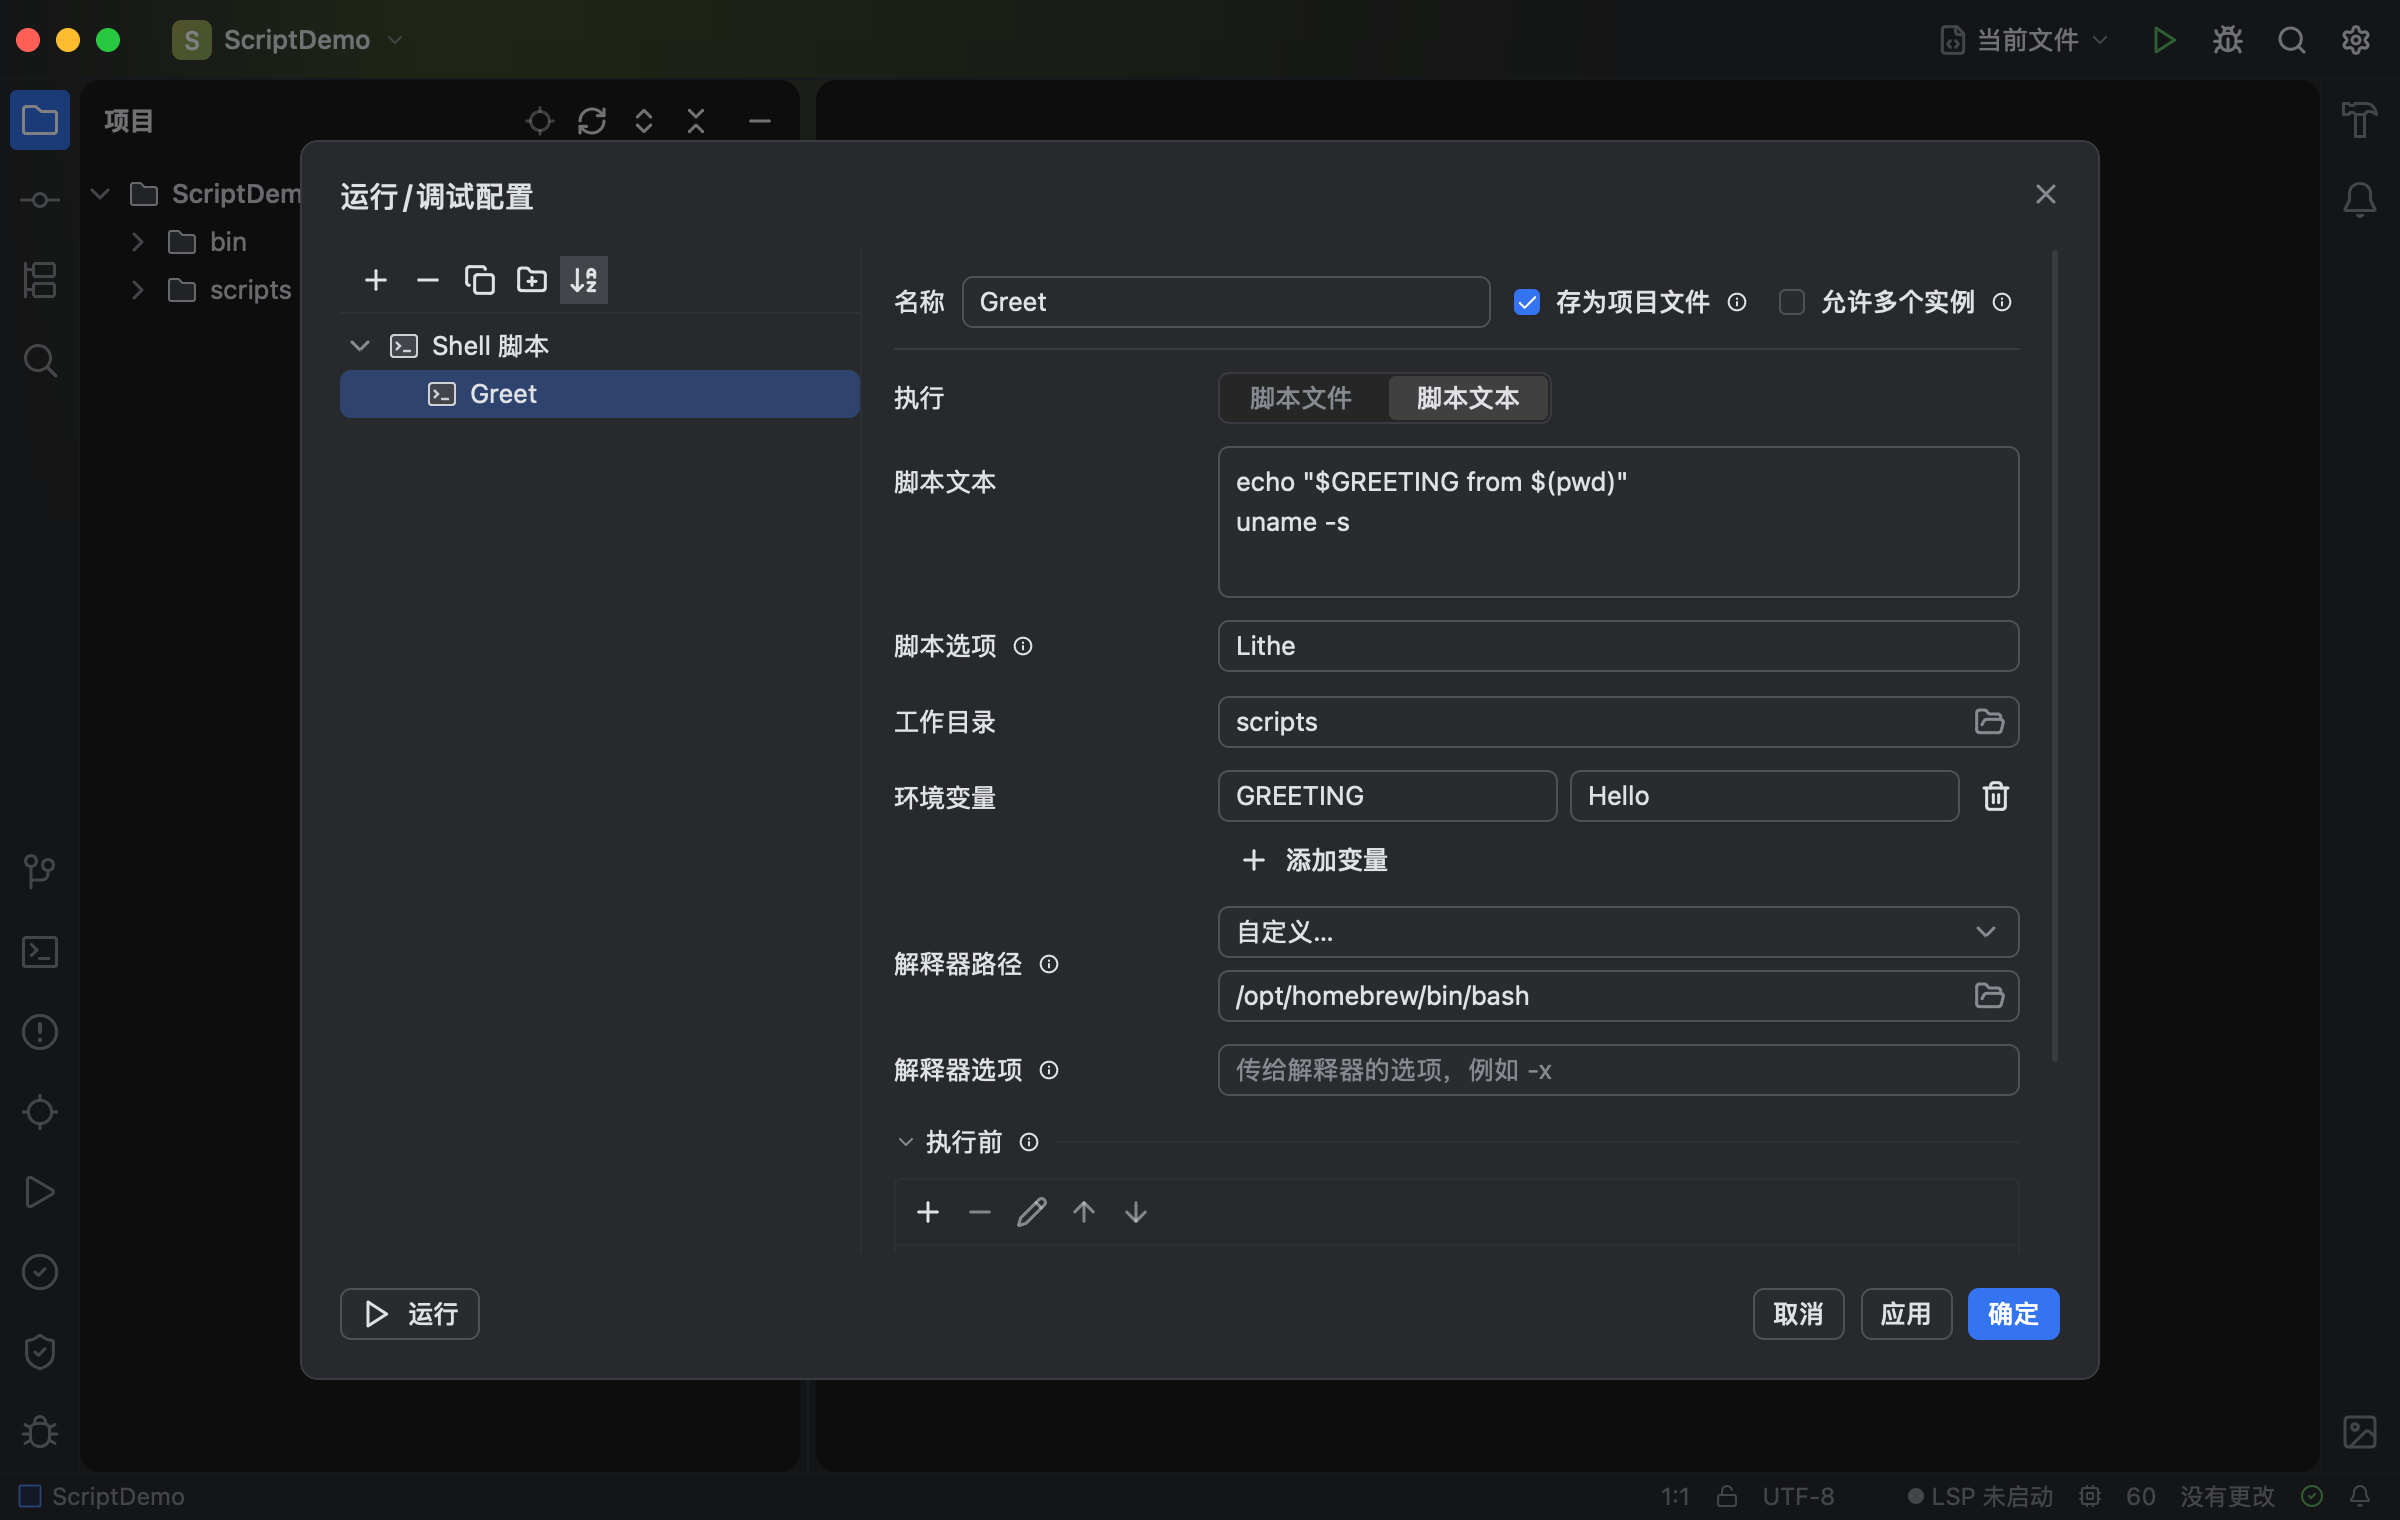 S ScriptDemo
当前文件
项目
ScriptDem
bin
scripts
运行/调试配置
Shell 脚本
Greet
名称 Greet 存为项目文件 允许多个实例
执行 脚本文件 脚本文本
脚本文本 echo "$GREETING from $(pwd)"
uname -s
脚本选项 Lithe
工作目录 scripts
环境变量 GREETING Hello
添加变量
自定义...
解释器路径
/opt/homebrew/bin/bash
解释器选项 传给解释器的选项，例如 -x
执行前
运行 取消 应用 确定
ScriptDemo 1:1 UTF-8 LSP 未启动 60 没有更改